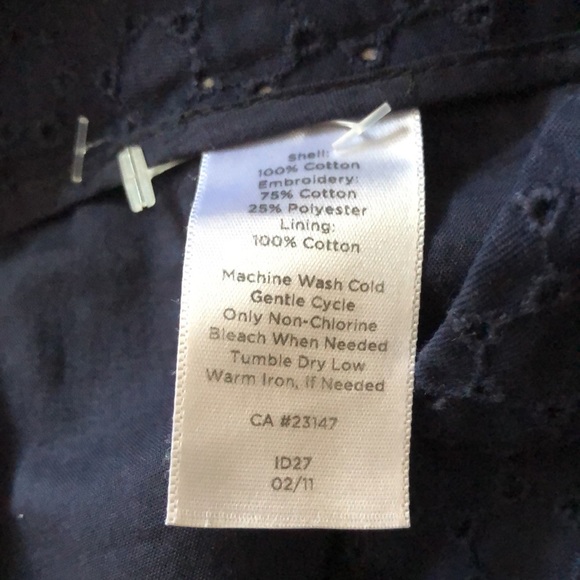 Shell:
100% Cotton
Embroidery:
75% Cotton
25% Polyester
Lining:
100% Cotton
Machine Wash Cold
Gentle Cycle
Only Non-Chlorine
Bleach When Needed
Tumble Dry Low
Warm Iron, If Needed
CA #23147
ID27
02/11